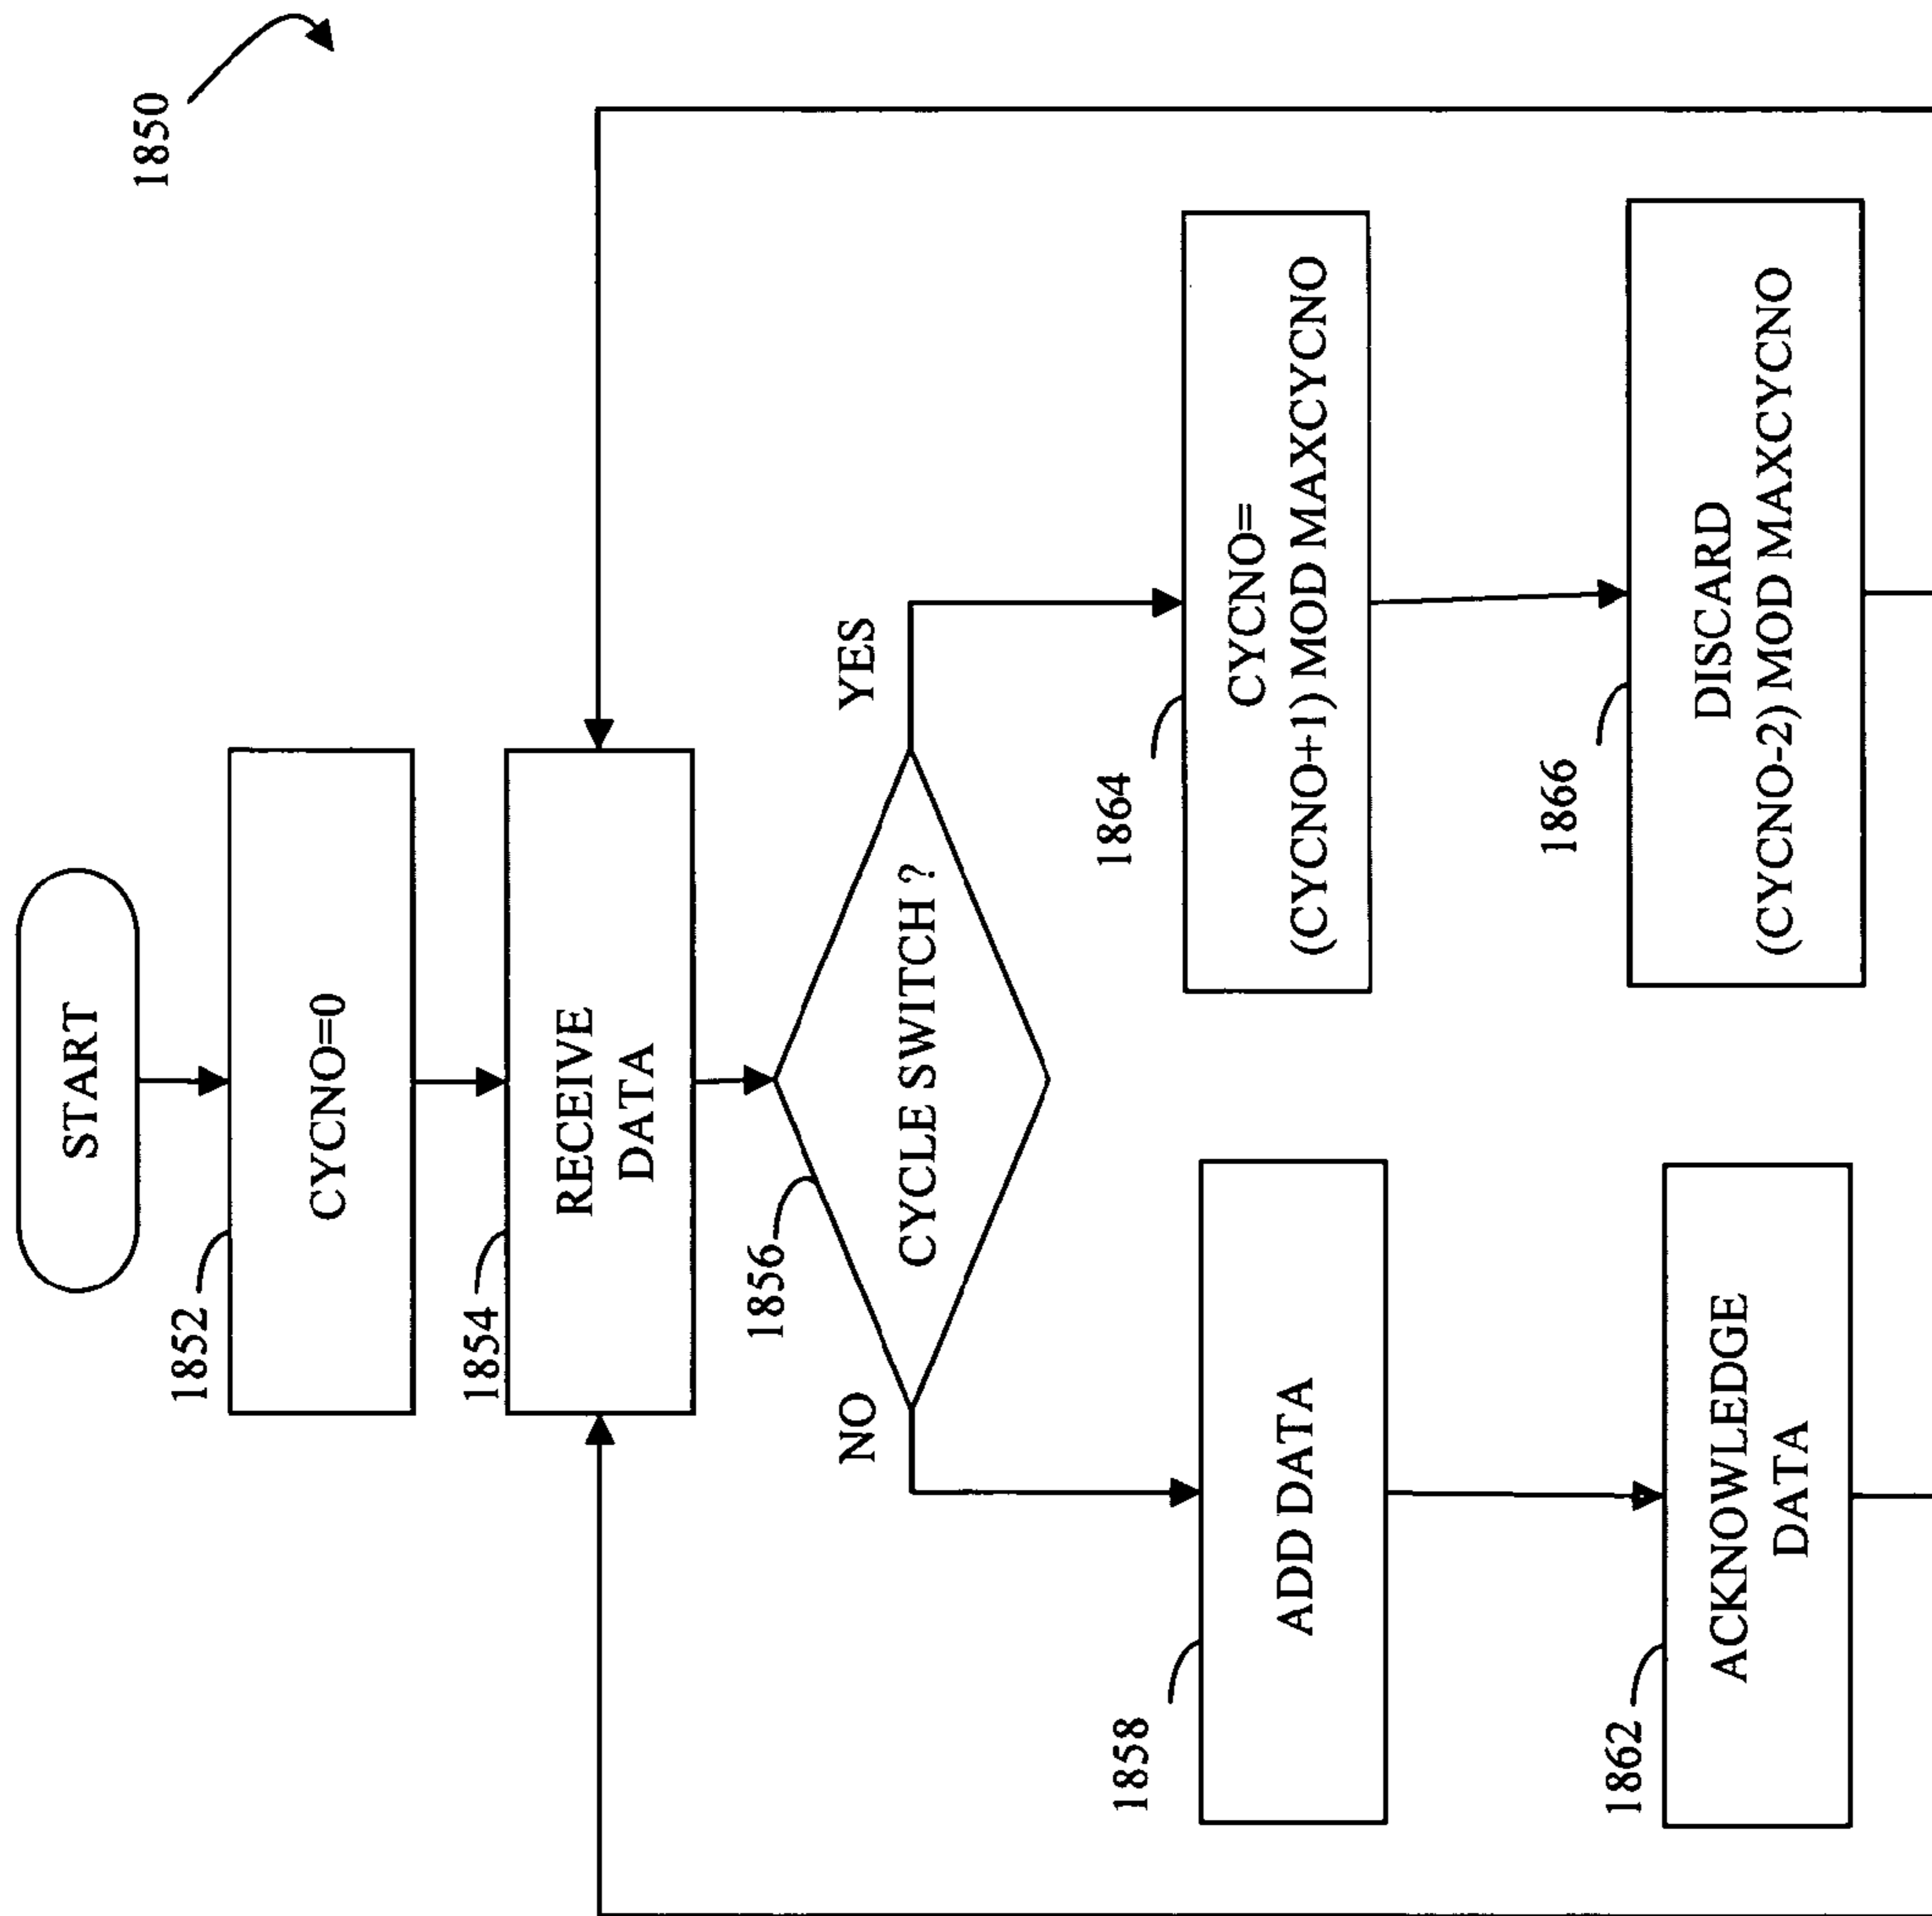 1850
START
1852
CYCNO=0
1854
RECEIVE
DATA
1856
CYCLE SWITCH ?
NO
YES
1858
ADD DATA
1864
CYCNO=
(CYCNO+1) MOD MAXCYCNO
1862
ACKNOWLEDGE
DATA
1866
DISCARD
(CYCNO-2) MOD MAXCYCNO